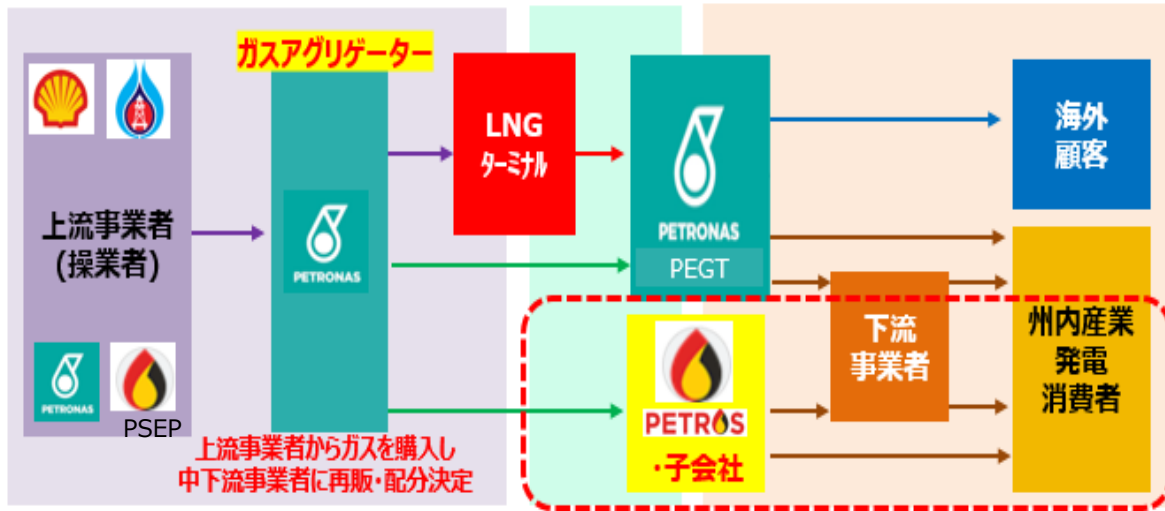 ガスアグリゲーター
上流事業者
(操業者)
PETRONAS
PSEP
PETRONAS
上流事業者からガスを購入し
中下流事業者に再販・配分決定
LNG
ターミナル
PETRONAS
PEGT
PETROS
・子会社
下流
事業者
海外
顧客
州内産業
発電
消費者